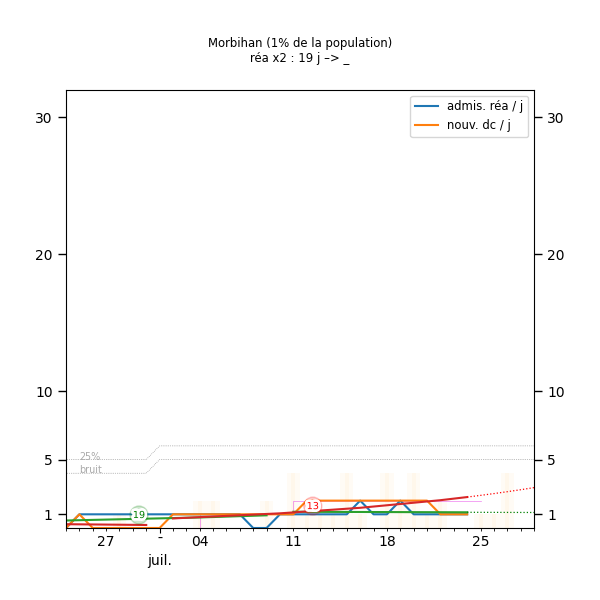 Morbihan (1% de la population)
réa x2 : 19 j –> _
admis. réa / j
nouv. dc / j
30 30
20 20
10 10
5 5
1 1
25%
bruit
19
13
27 - 04 11 18 25
juil.